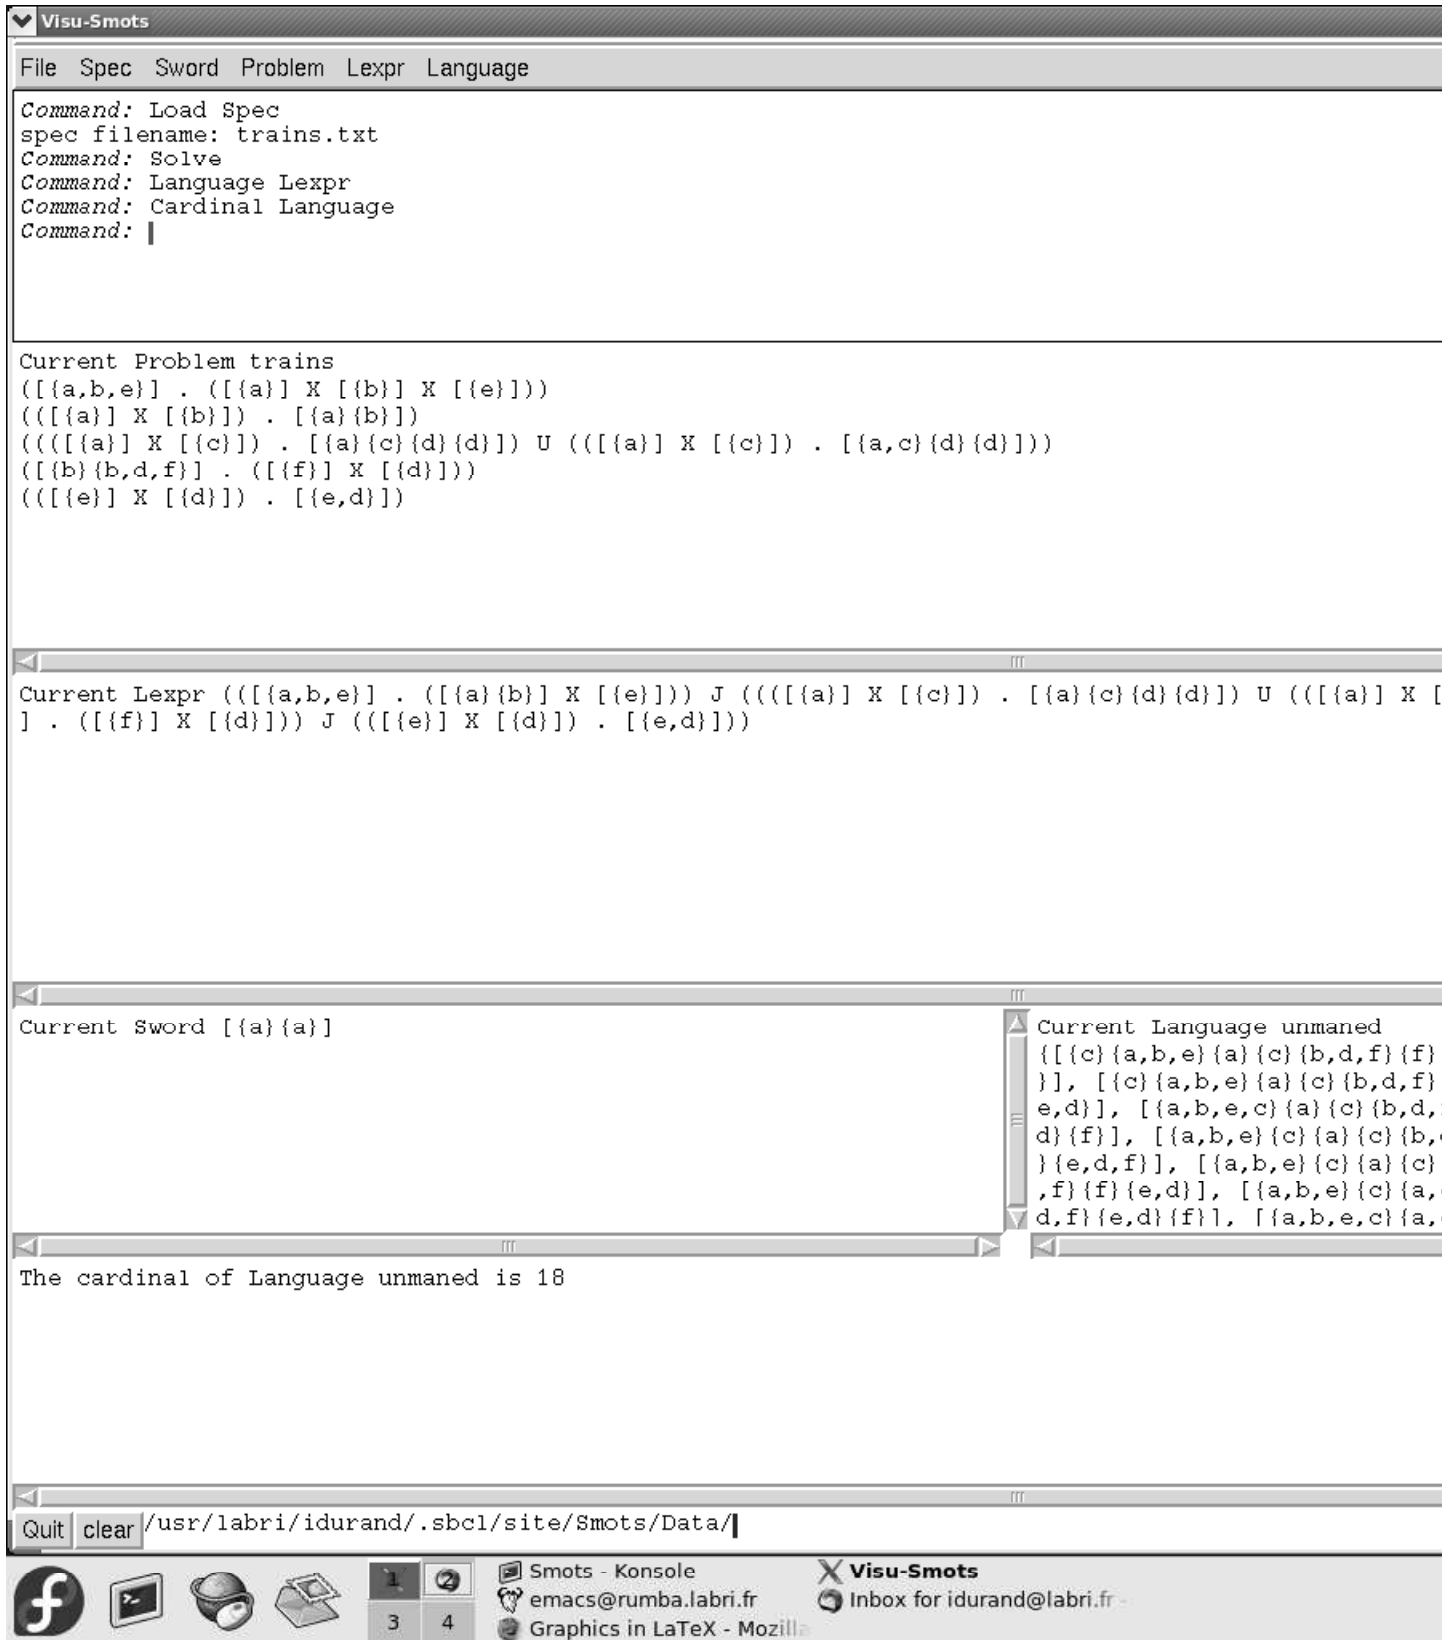 Visu-Smots
File Spec Sword Problem Lexpr Language
Command: Load Spec
spec filename: trains.txt
Command: Solve
Command: Language Lexpr
Command: Cardinal Language
Command:
Current Problem trains
([{a,b,e}] . ([{a}] X [{b}] X [{e}]))
(([{a}] X [{b}]) . [{a}{b}])
((([{a}] X [{c}]) . [{a}{c}{d}{d}]) U (([{a}] X [{c}]) . [{a,c}{d}{d}]))
([{b}{b,d,f}] . ([{f}] X [{d}]))
(([{e}] X [{d}]) . [{e,d}])
Current Lexpr (([{a,b,e}] . ([{a}{b}] X [{e}])) J ((([{a}] X [{c}]) . [{a}{c}{d}{d}]) U (([{a}] X [
] . ([{f}] X [{d}])) J (([{e}] X [{d}]) . [{e,d}]))
Current Sword [{a}{a}]
Current Language unmaned
{[{c}{a,b,e}{a}{c}{b,d,f}{f}
}], [{c}{a,b,e}{a}{c}{b,d,f}
e,d}], [{a,b,e,c}{a}{c}{b,d,
d}{f}], [{a,b,e}{c}{a}{c}{b,
}{e,d,f}], [{a,b,e}{c}{a}{c}
,f}{f}{e,d}], [{a,b,e}{c}{a,
d,f}{e,d}{f}], [{a,b,e,c}{a,
The cardinal of Language unmaned is 18
Quit clear /usr/labri/idurand/.sbcl/site/Smots/Data/
1 2
3 4
Smots - Konsole
emacs@rumba.labri.fr
Graphics in LaTeX - Mozilla
Visu-Smots
Inbox for idurand@labri.fr -